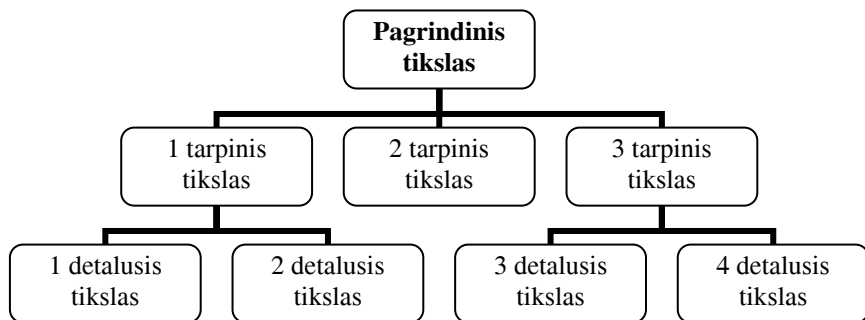 Pagrindinis
tikslas
1 tarpinis
tikslas
2 tarpinis
tikslas
3 tarpinis
tikslas
1 detalusis
tikslas
2 detalusis
tikslas
3 detalusis
tikslas
4 detalusis
tikslas